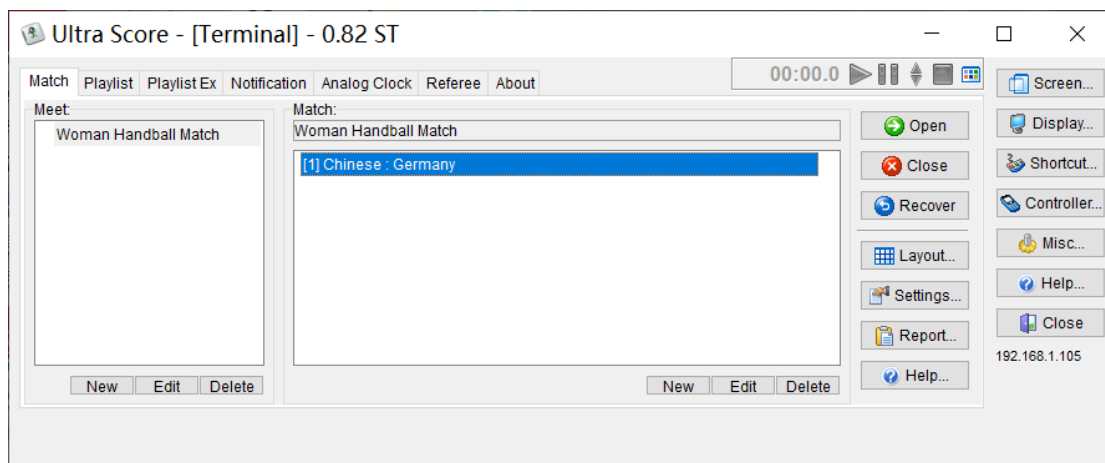 Ultra Score - [Terminal] - 0.82 ST
Match Playlist Playlist Ex Notification Analog Clock Referee About
00:00.0
Meet:
Woman Handball Match
New Edit Delete
Match:
Woman Handball Match
[1] Chinese : Germany
New Edit Delete
Open
Close
Recover
Layout...
Settings...
Report...
Help...
Screen...
Display...
Shortcut...
Controller...
Misc...
Help...
Close
192.168.1.105